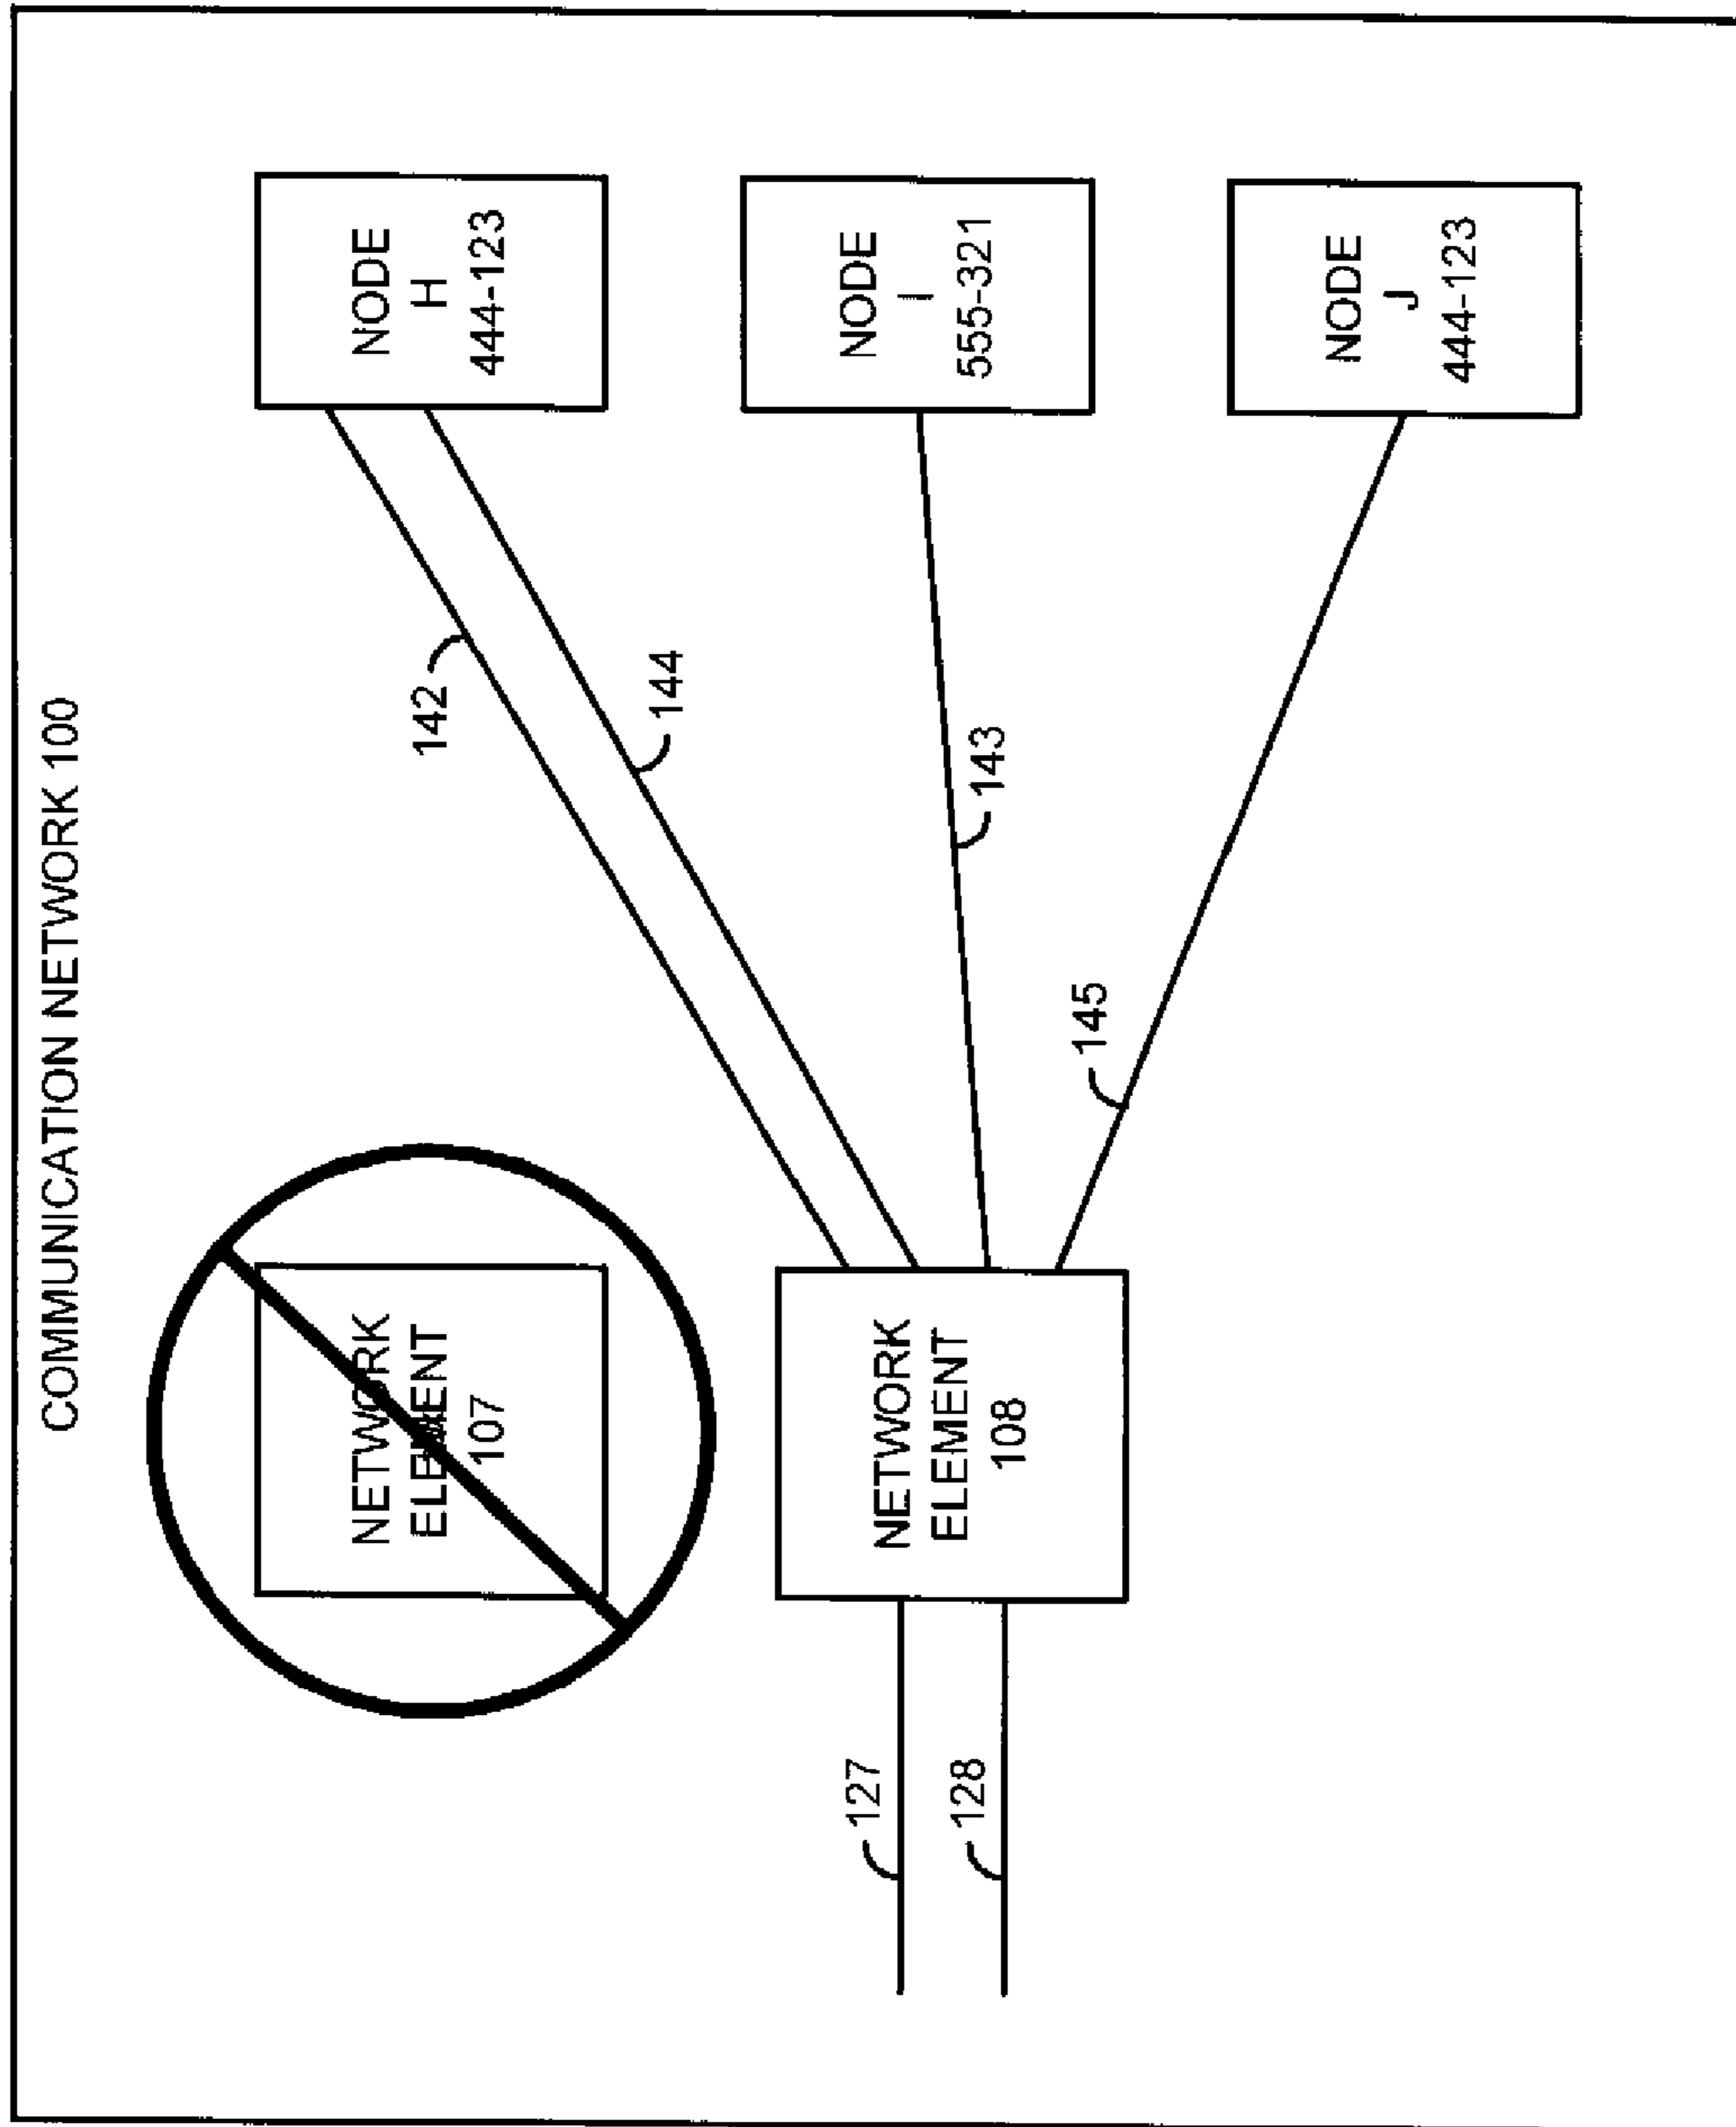 COMMUNICATION NETWORK 100
NETWORK
ELEMENT
107
NETWORK
ELEMENT
108
127
128
142
144
143
145
NODE
H
444-123
NODE
I
555-321
NODE
J
444-123